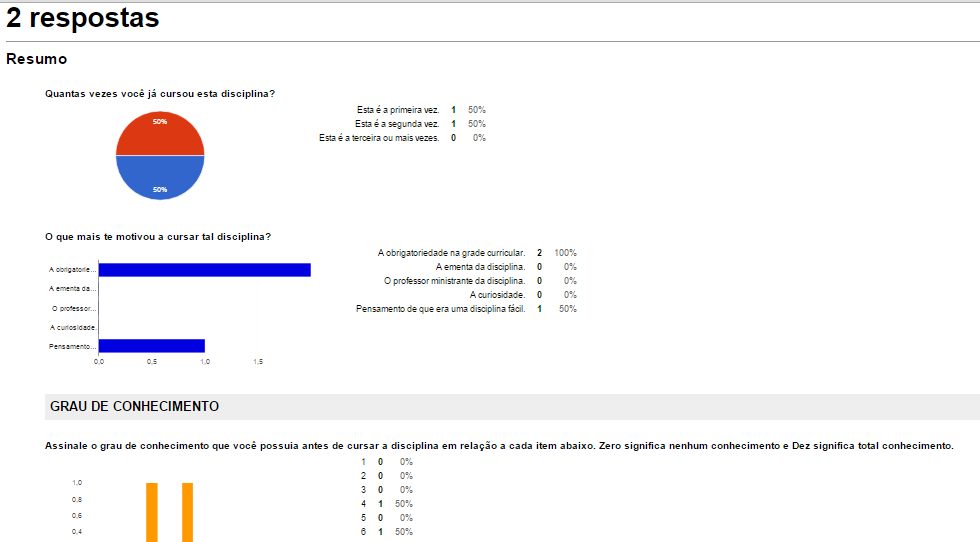 2 respostas
Resumo
Quantas vezes você já cursou esta disciplina?
50%
50%
Esta é a primeira vez. 1 50%
Esta é a segunda vez. 1 50%
Esta é a terceira ou mais vezes. 0 0%
O que mais te motivou a cursar tal disciplina?
A obrigatorie...
A ementa da...
O professor...
A curiosidade.
Pensamento...
0,0 0,5 1,0 1,5
A obrigatoriedade na grade curricular. 2 100%
A ementa da disciplina. 0 0%
O professor ministrante da disciplina. 0 0%
A curiosidade. 0 0%
Pensamento de que era uma disciplina fácil. 1 50%
GRAU DE CONHECIMENTO
Assinale o grau de conhecimento que você possuia antes de cursar a disciplina em relação a cada item abaixo. Zero significa nenhum conhecimento e Dez significa total conhecimento.
1,0
0,8
0,6
0,4
1 0 0%
2 0 0%
3 0 0%
4 1 50%
5 0 0%
6 1 50%